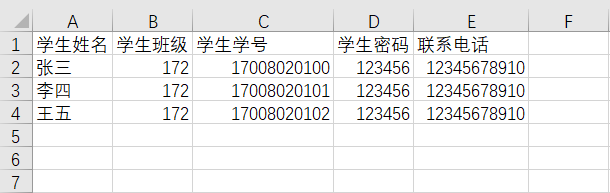 A B C D E F
1 学生姓名 学生班级 学生学号 学生密码 联系电话
2 张三 172 17008020100 123456 12345678910
3 李四 172 17008020101 123456 12345678910
4 王五 172 17008020102 123456 12345678910
5
6
7